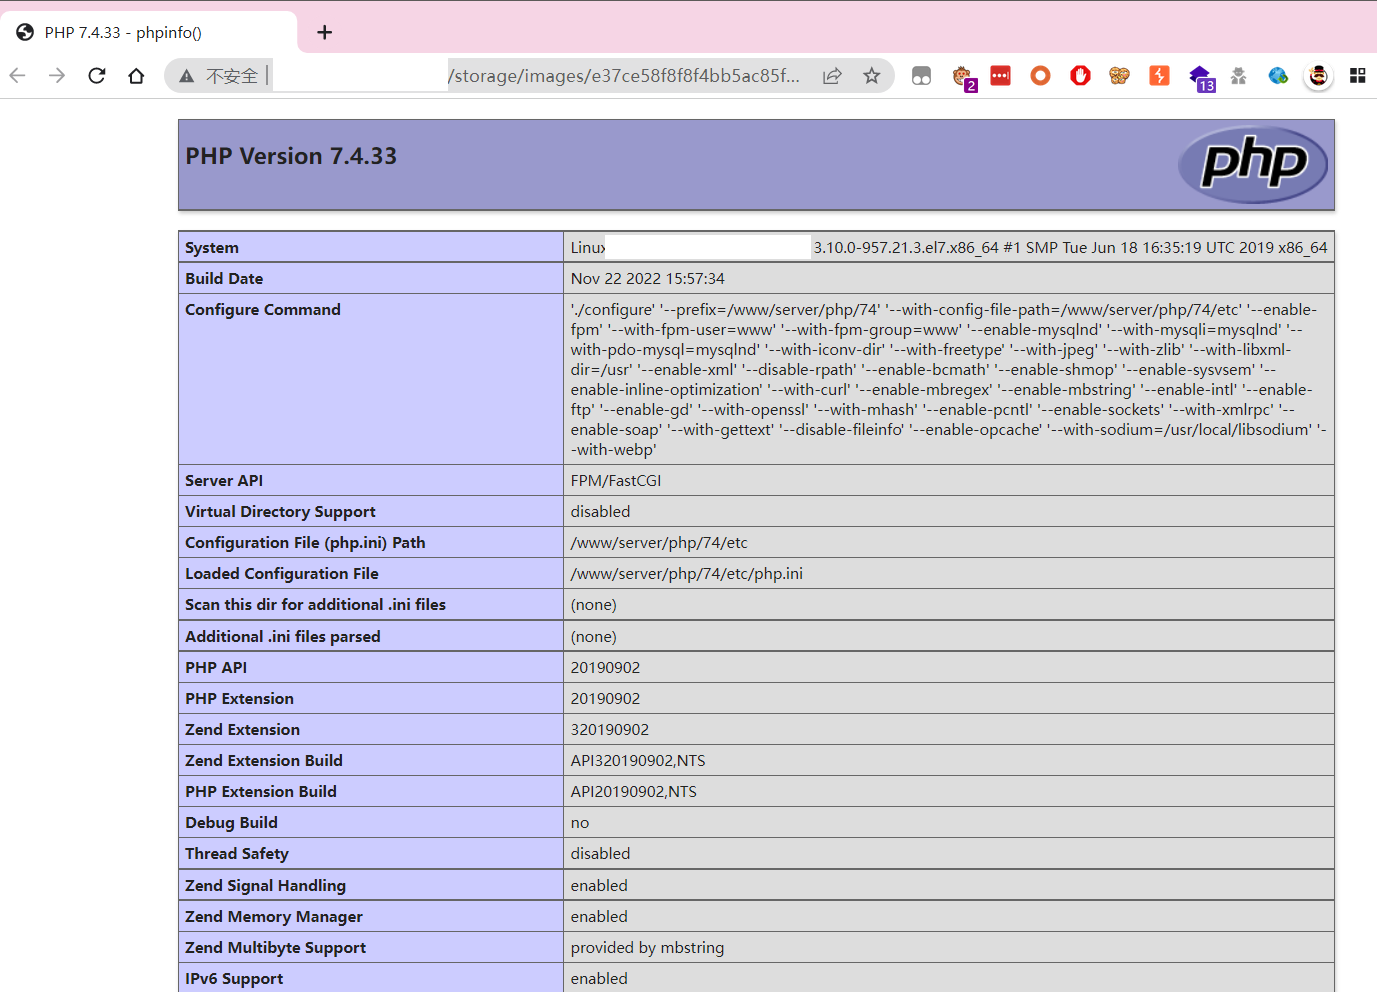 PHP 7.4.33 - phpinfo()
不安全
/storage/images/e37ce58f8f8f4bb5ac85f...
2
13
PHP Version 7.4.33
php
System
Linux
3.10.0-957.21.3.el7.x86_64 #1 SMP Tue Jun 18 16:35:19 UTC 2019 x86_64
Build Date
Nov 22 2022 15:57:34
Configure Command
'./configure' '--prefix=/www/server/php/74' '--with-config-file-path=/www/server/php/74/etc' '--enable-
fpm' '--with-fpm-user=www' '--with-fpm-group=www' '--enable-mysqlnd' '--with-mysqli=mysqlnd' '--
with-pdo-mysql=mysqlnd' '--with-iconv-dir' '--with-freetype' '--with-jpeg' '--with-zlib' '--with-libxml-
dir=/usr' '--enable-xml' '--disable-rpath' '--enable-bcmath' '--enable-shmop' '--enable-sysvsem' '--
enable-inline-optimization' '--with-curl' '--enable-mbregex' '--enable-mbstring' '--enable-intl' '--enable-
ftp' '--enable-gd' '--with-openssl' '--with-mhash' '--enable-pcntl' '--enable-sockets' '--with-xmlrpc' '--
enable-soap' '--with-gettext' '--disable-fileinfo' '--enable-opcache' '--with-sodium=/usr/local/libsodium' '-
-with-webp'
Server API
FPM/FastCGI
Virtual Directory Support
disabled
Configuration File (php.ini) Path
/www/server/php/74/etc
Loaded Configuration File
/www/server/php/74/etc/php.ini
Scan this dir for additional .ini files
(none)
Additional .ini files parsed
(none)
PHP API
20190902
PHP Extension
20190902
Zend Extension
320190902
Zend Extension Build
API320190902,NTS
PHP Extension Build
API20190902,NTS
Debug Build
no
Thread Safety
disabled
Zend Signal Handling
enabled
Zend Memory Manager
enabled
Zend Multibyte Support
provided by mbstring
IPv6 Support
enabled